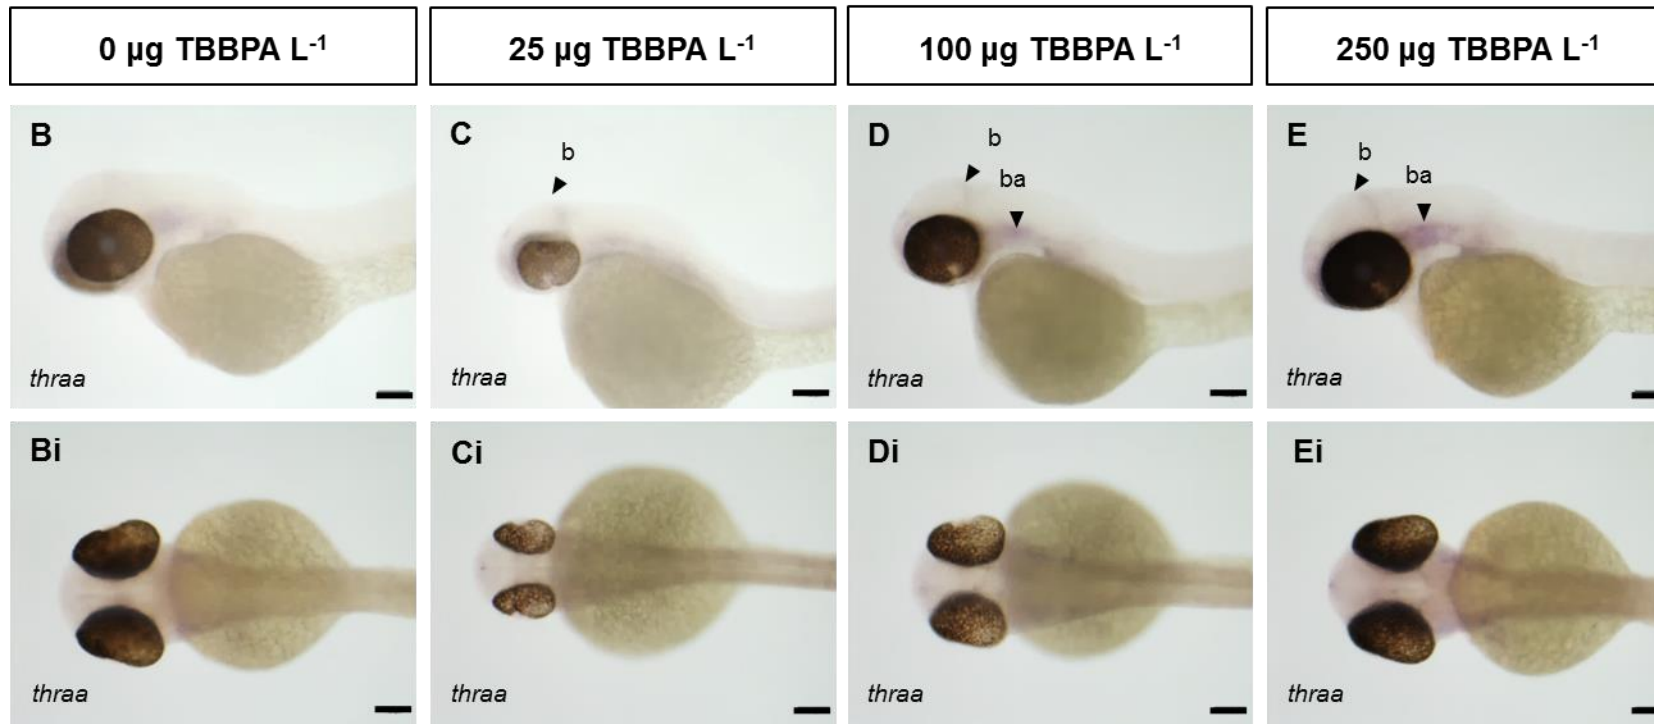 0 µg TBBPA L⁻¹
25 µg TBBPA L⁻¹
100 µg TBBPA L⁻¹
250 µg TBBPA L⁻¹
B
thraa
C
b
thraa
D
b
ba
thraa
E
b
ba
thraa
Bi
thraa
Ci
thraa
Di
thraa
Ei
thraa